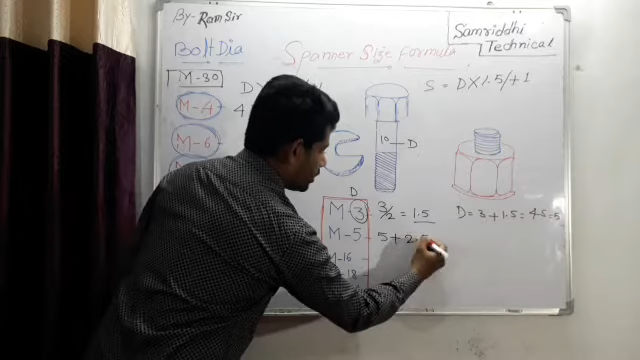 By- Ram Sir
Samriddhi
Technical
Bolt Dia
Spanner Size Formula
M-30
D X
S = D X 1.5/+1
M-4
4
10
D
M-6
D
M-3 3/2 = 1.5
D = 3 + 1.5 = 4.5 = 5
M-5 5 + 2.5
M-16
-18